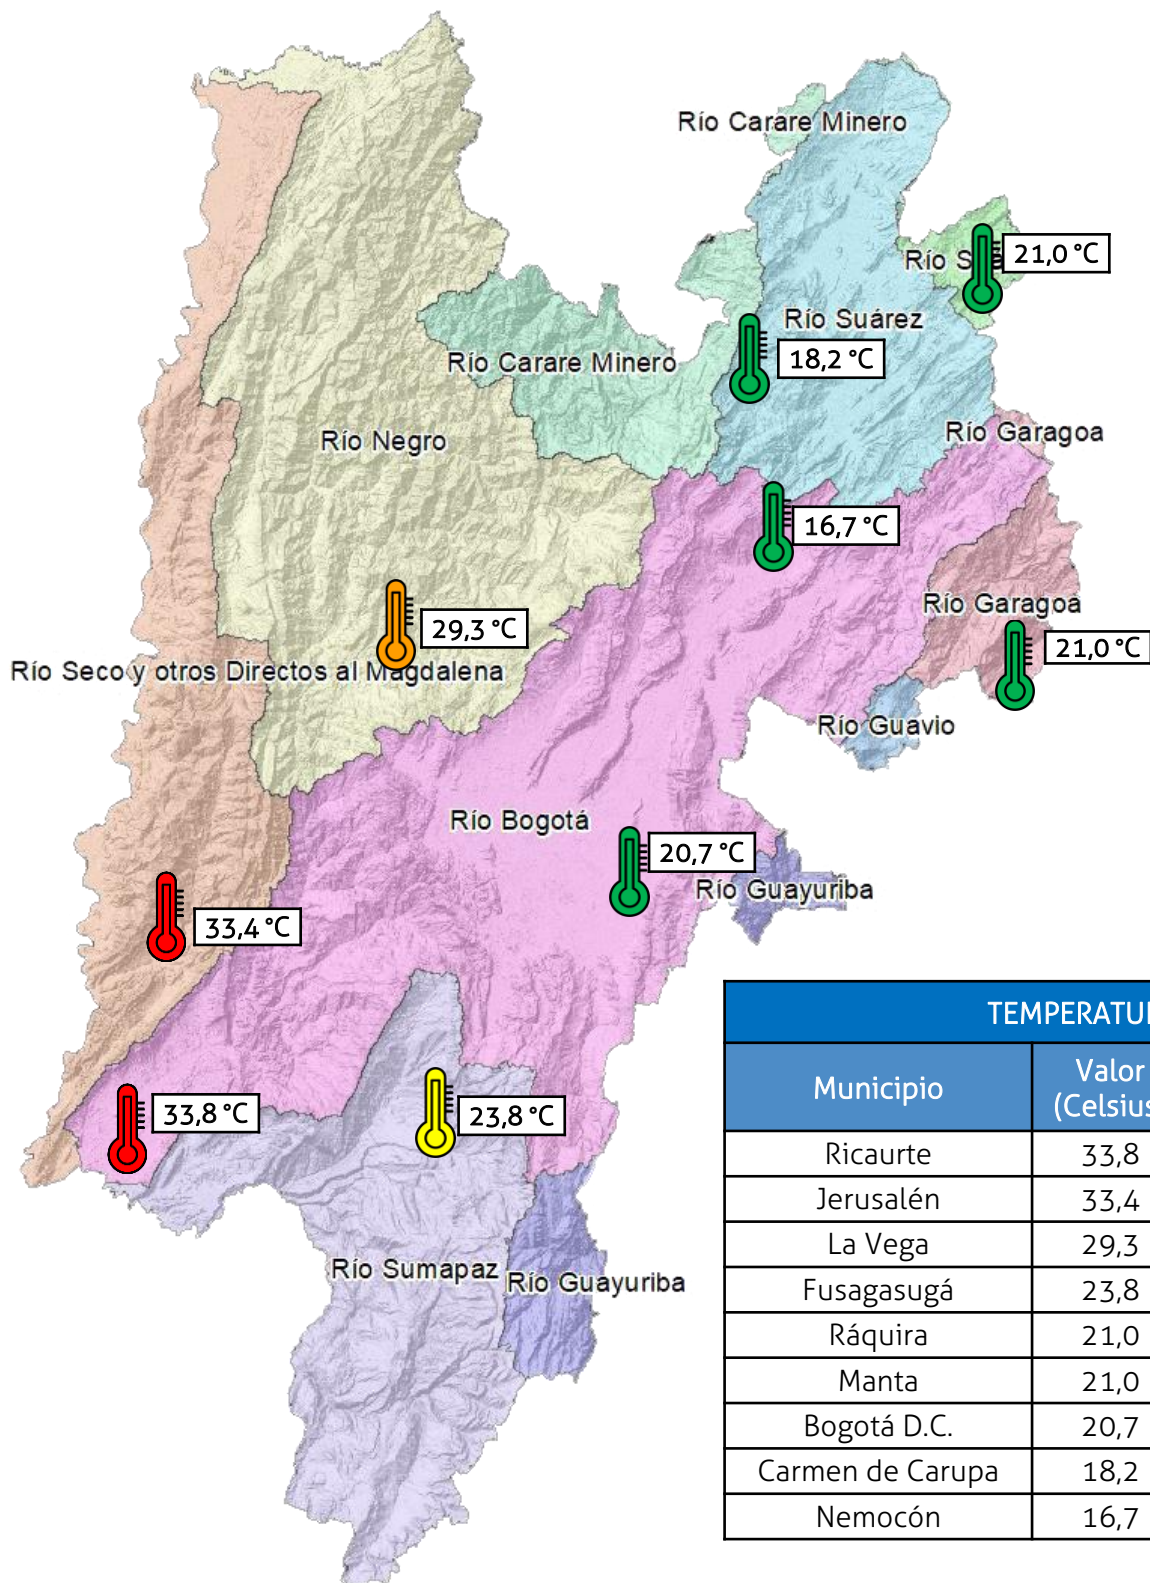 Río Carare Minero
21,0 °C
Río S
Río Suárez
18,2 °C
Río Carare Minero
Río Negro
Río Garagoa
16,7 °C
Río Garagoa
29,3 °C
21,0 °C
Río Seco y otros Directos al Magdalena
Río Guavio
Río Bogotá
20,7 °C
Río Guayuriba
33,4 °C
33,8 °C
23,8 °C
Río Sumapaz
Río Guayuriba
TEMPERATU
Municipio
Valor
(Celsius
Ricaurte 33,8
Jerusalén 33,4
La Vega 29,3
Fusagasugá 23,8
Ráquira 21,0
Manta 21,0
Bogotá D.C. 20,7
Carmen de Carupa 18,2
Nemocón 16,7